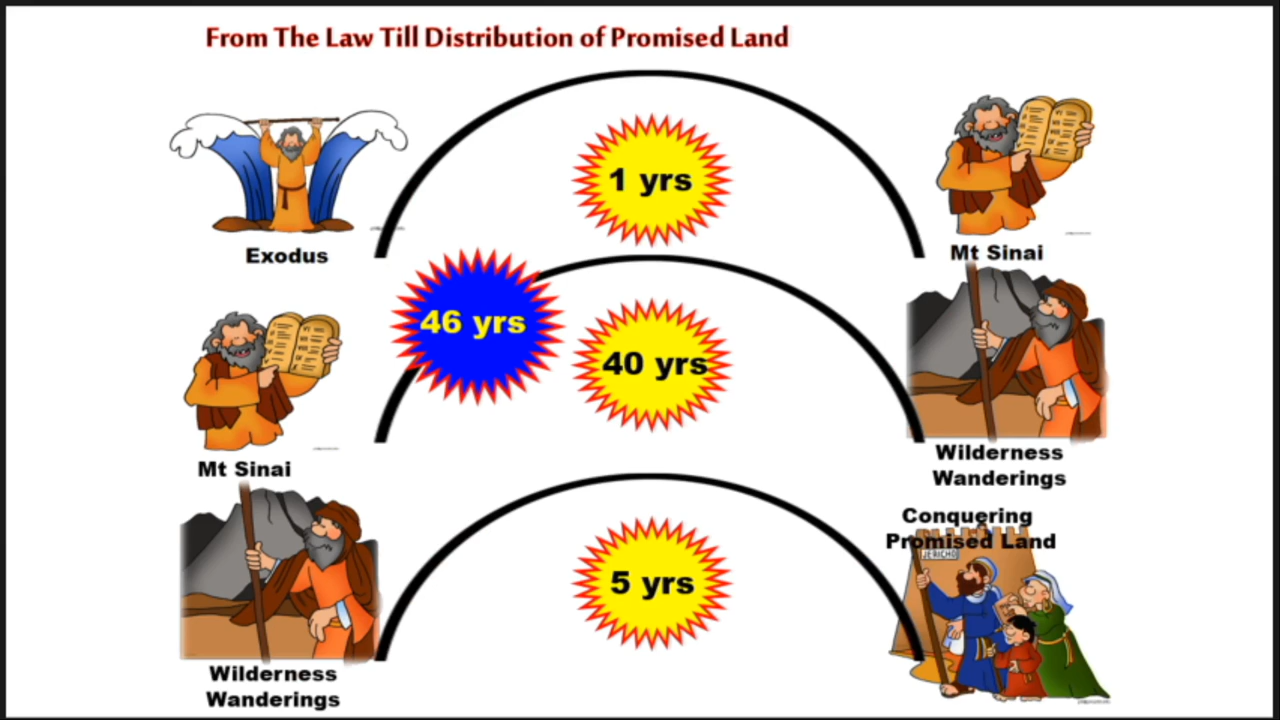 From The Law Till Distribution of Promised Land
1 yrs
Exodus
Mt Sinai
46 yrs
40 yrs
Mt Sinai
Wilderness
Wanderings
5 yrs
Conquering
Promised Land
JERICHO
Wilderness
Wanderings